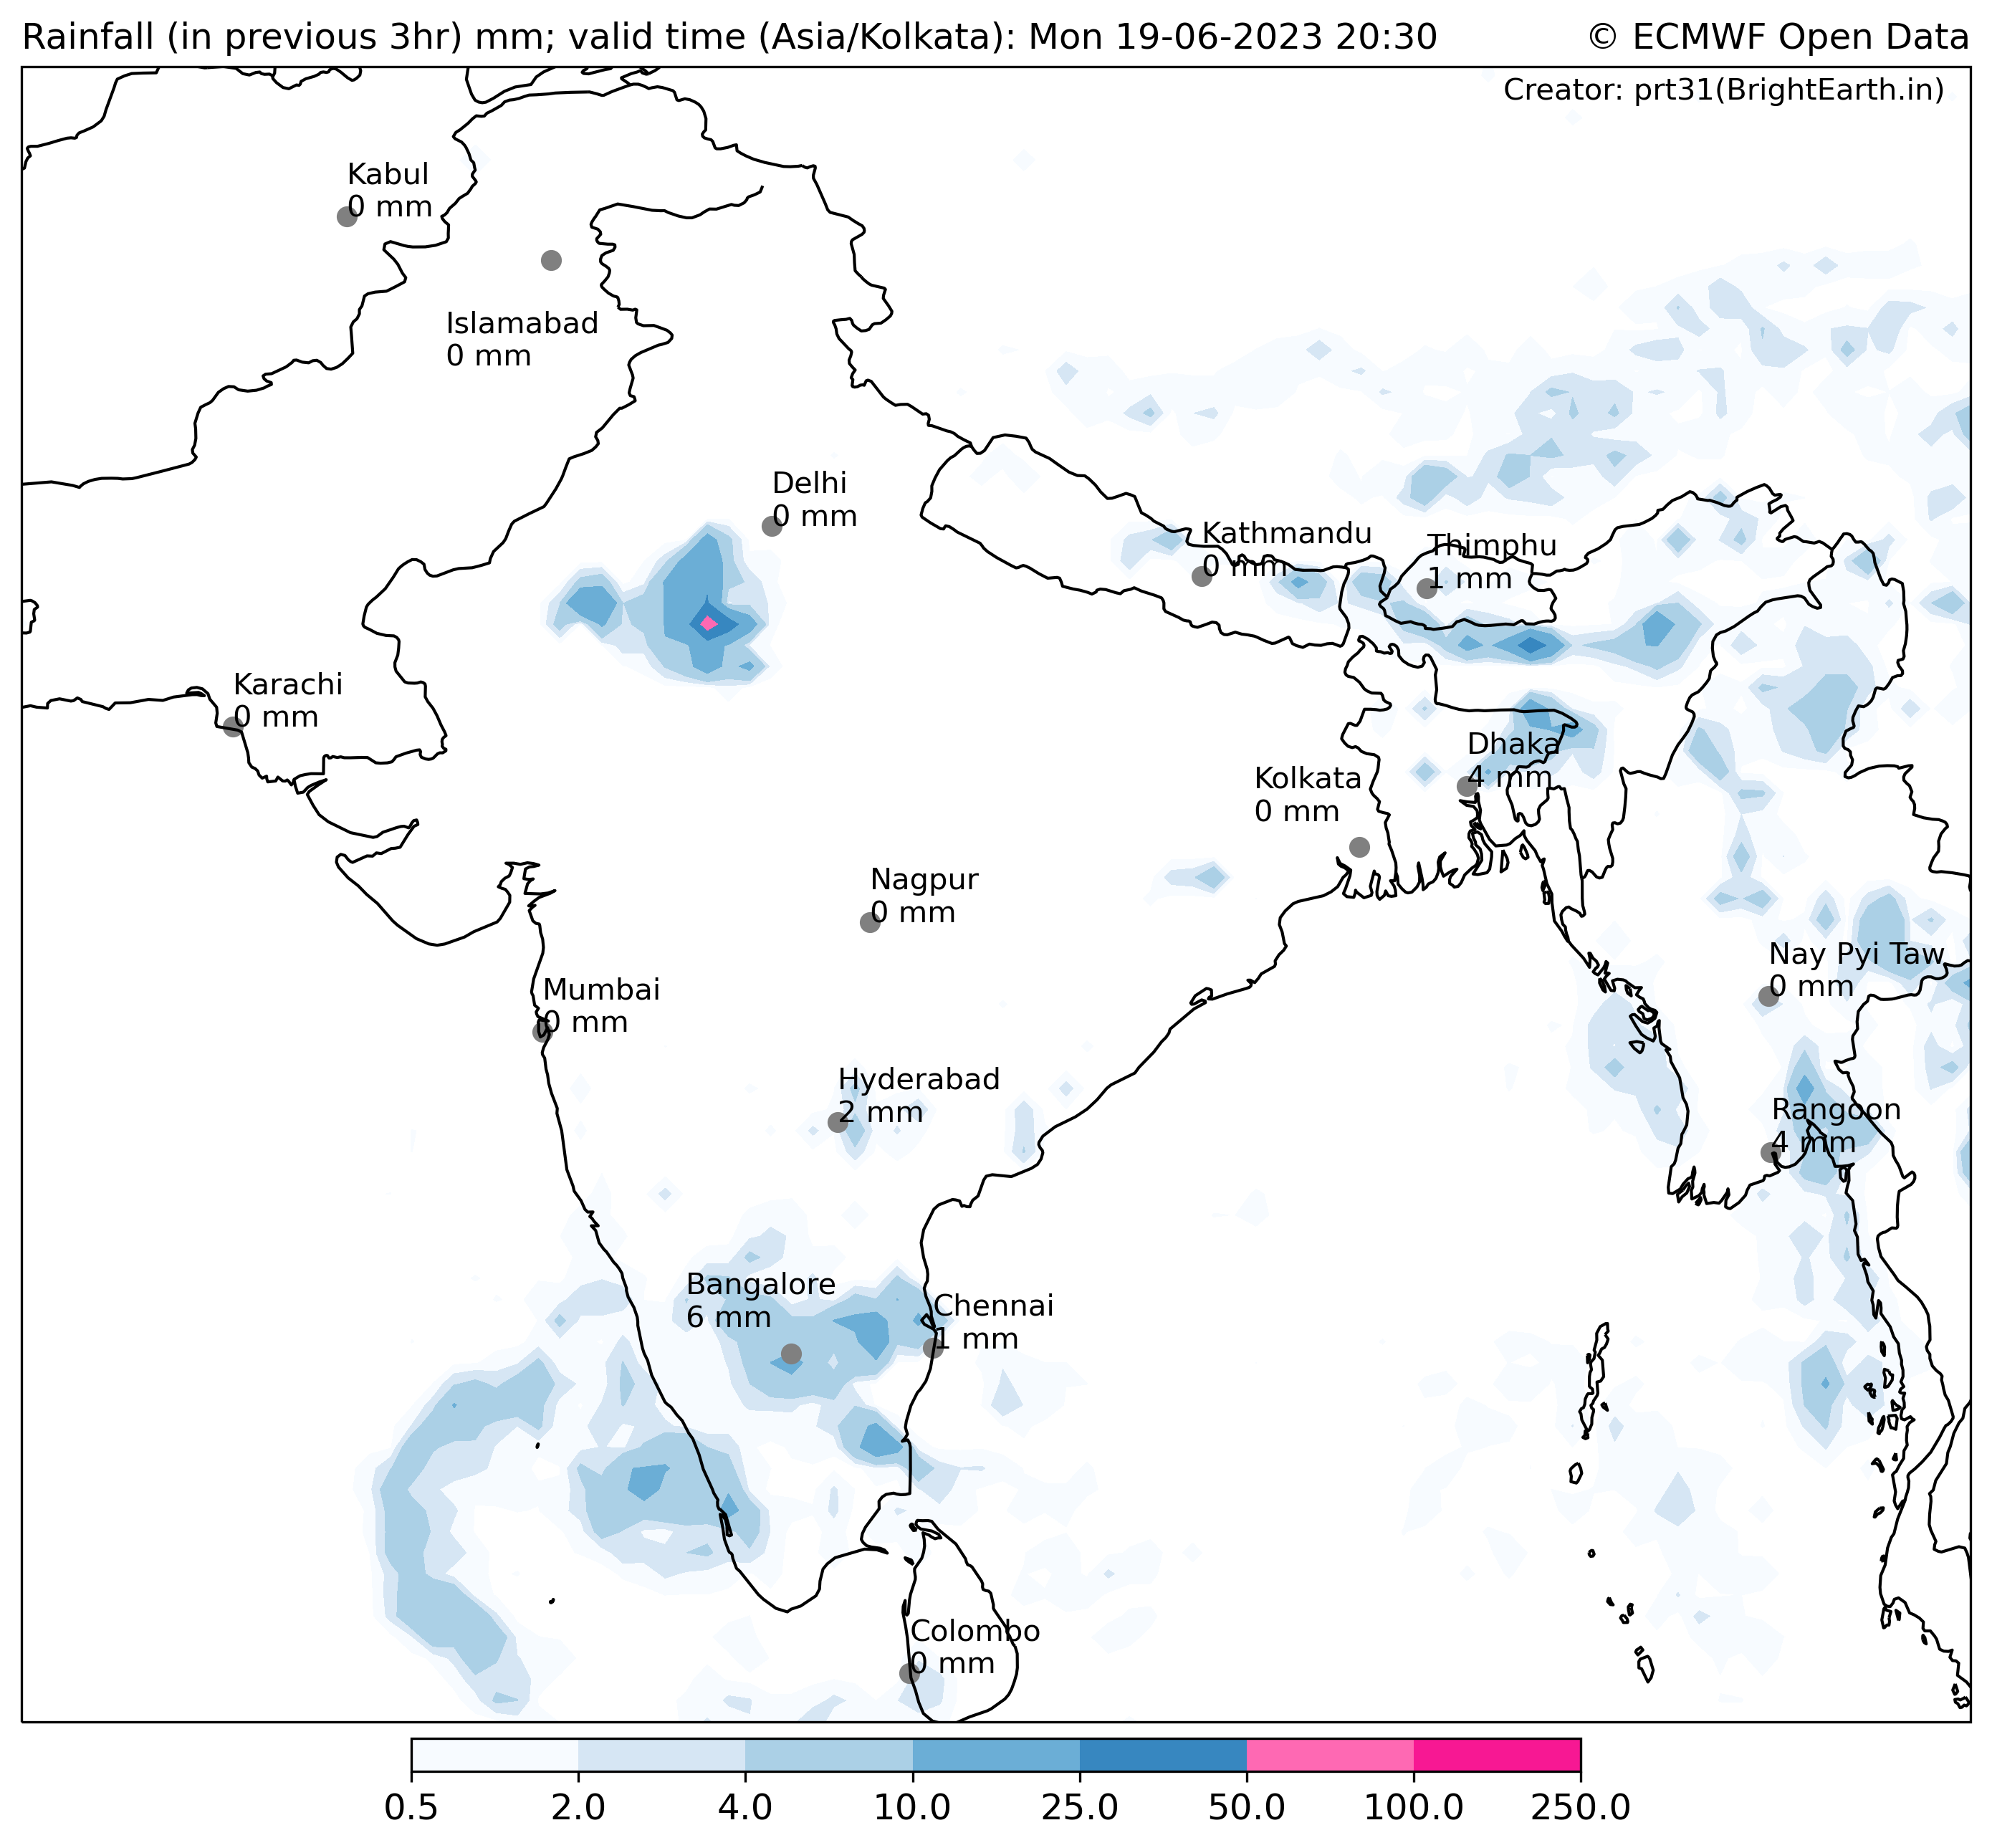 Rainfall (in previous 3hr) mm; valid time (Asia/Kolkata): Mon 19-06-2023 20:30
© ECMWF Open Data
Creator: prt31(BrightEarth.in)
Kabul
0 mm
Islamabad
0 mm
Delhi
0 mm
Kathmandu
0 mm
Thimphu
1 mm
Karachi
0 mm
Dhaka
4 mm
Kolkata
0 mm
Nagpur
0 mm
Nay Pyi Taw
0 mm
Mumbai
0 mm
Hyderabad
2 mm
Rangoon
4 mm
Bangalore
6 mm
Chennai
1 mm
Colombo
0 mm
0.5 2.0 4.0 10.0 25.0 50.0 100.0 250.0